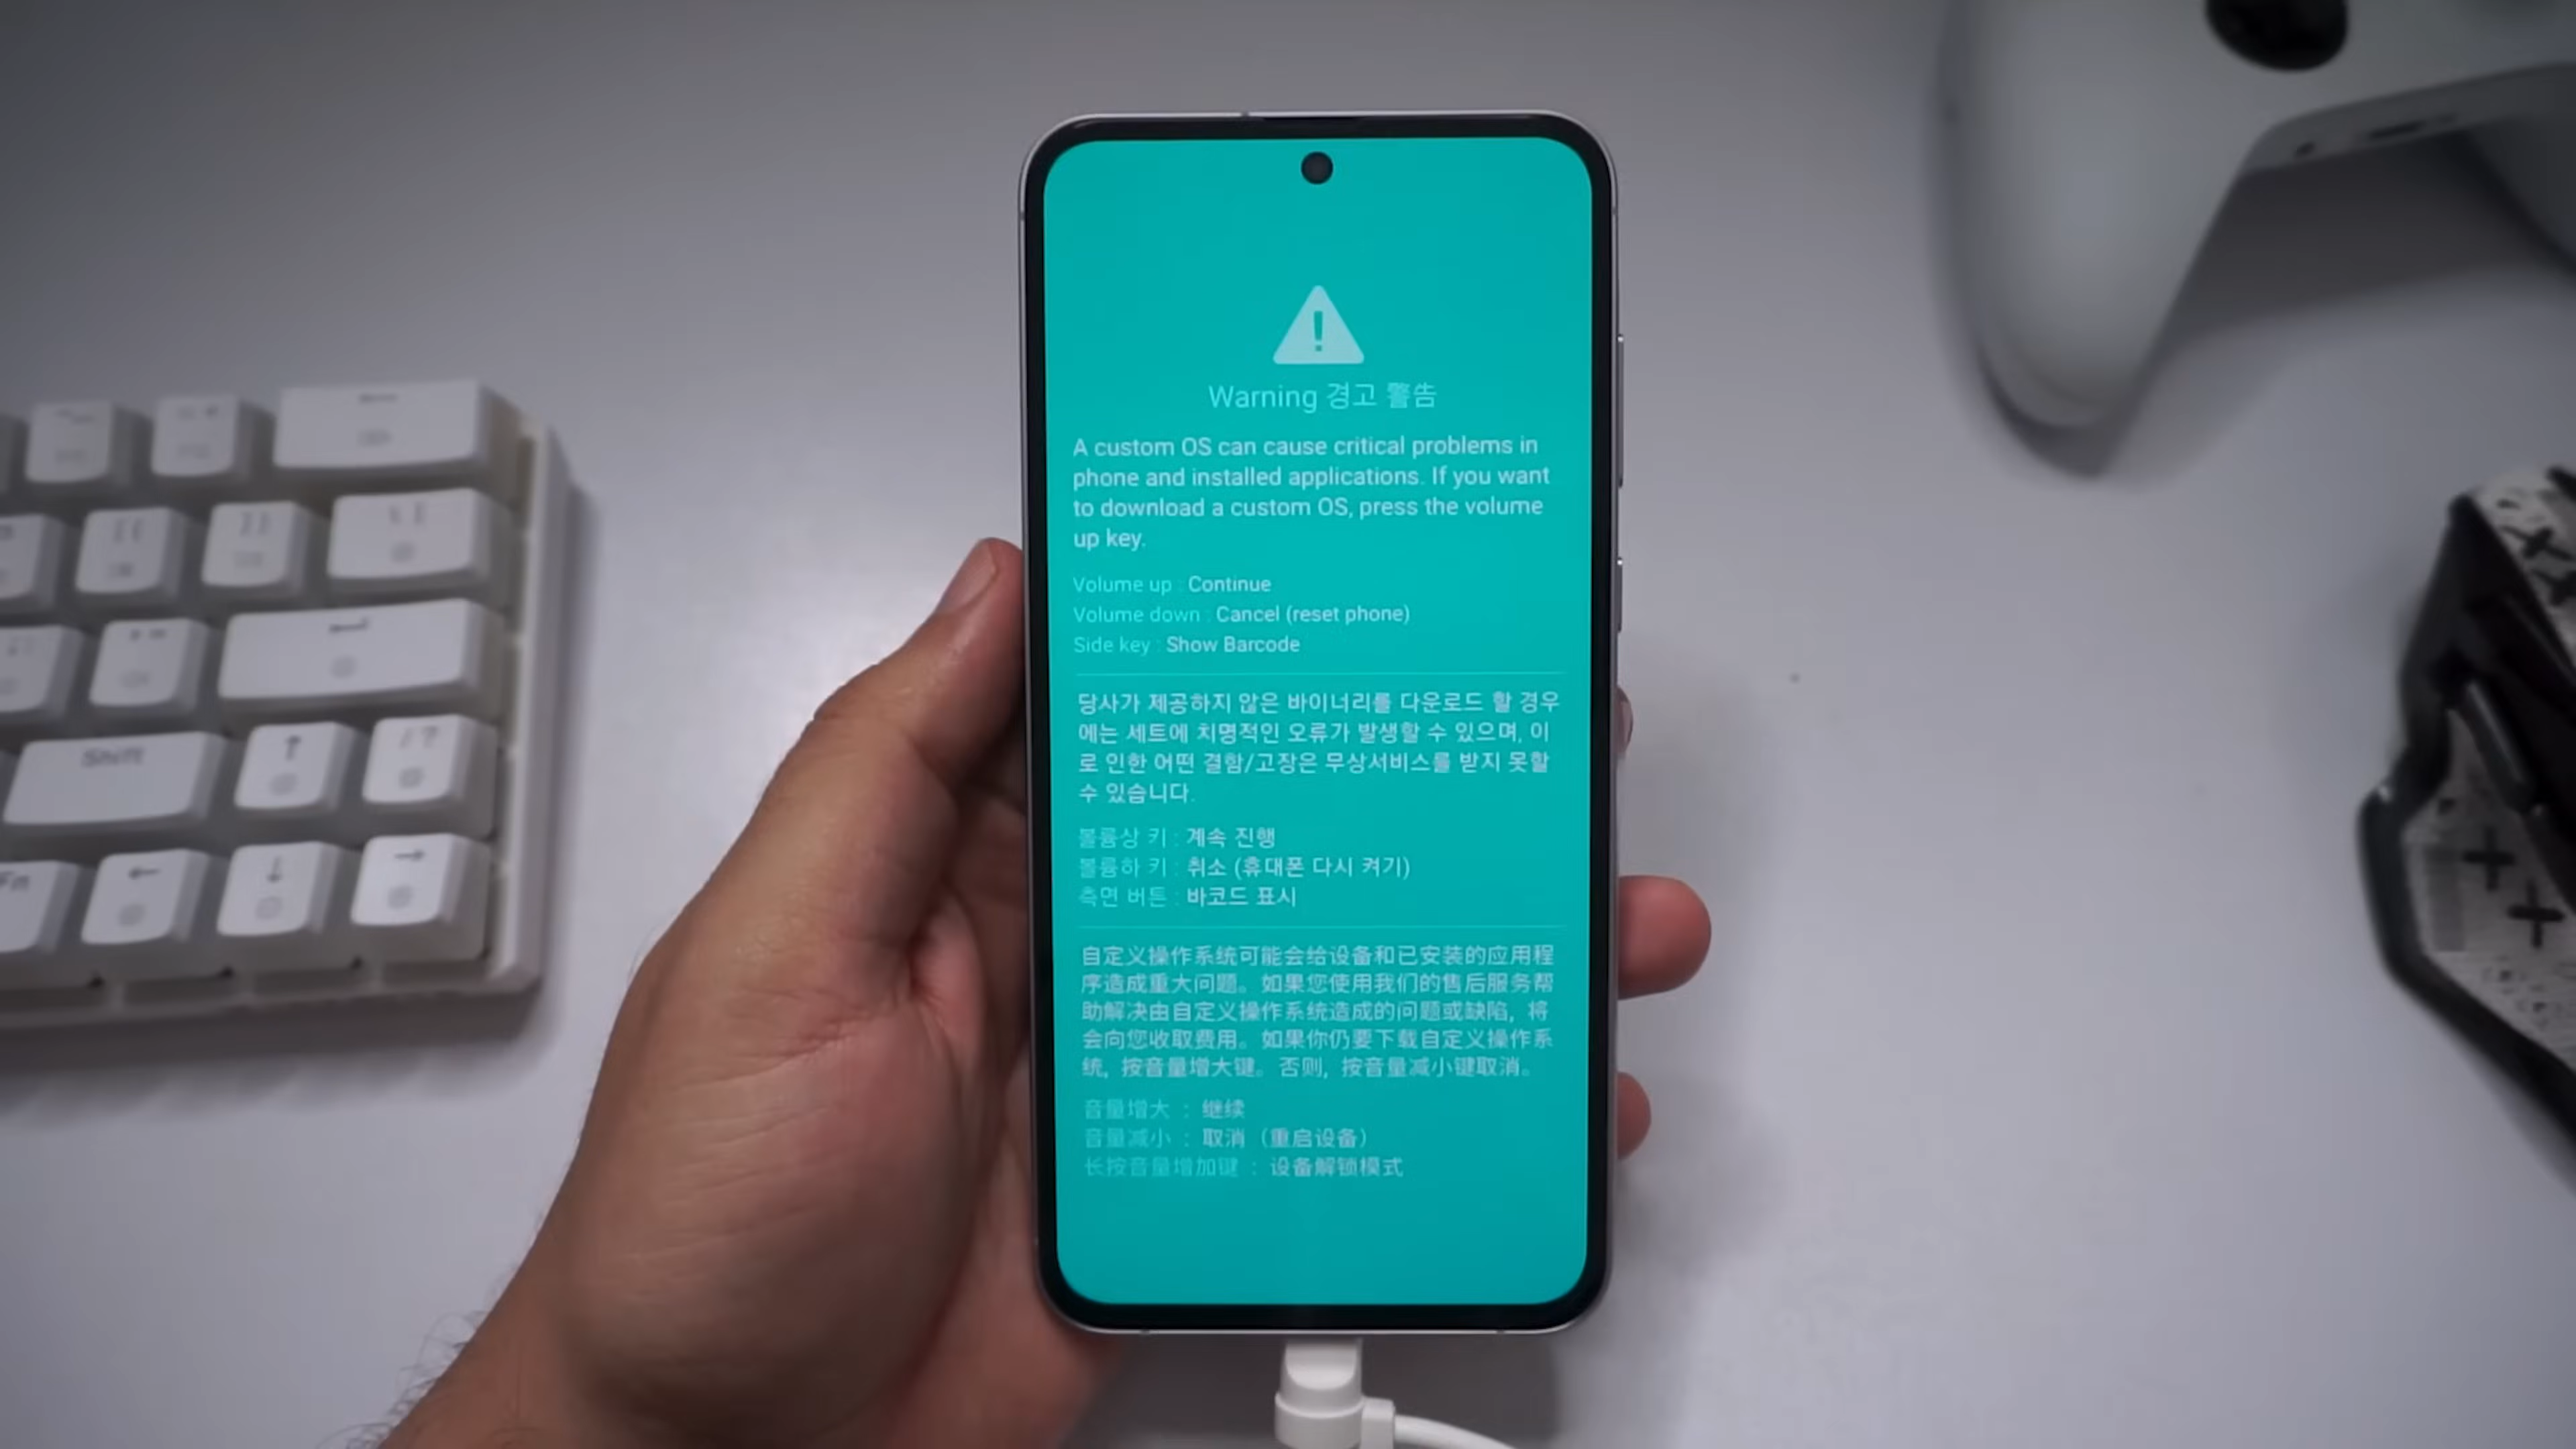 Warning 경고 警告
A custom OS can cause critical problems in
phone and installed applications. If you want
to download a custom OS, press the volume
up key.
Volume up : Continue
Volume down : Cancel (reset phone)
Side key : Show Barcode
당사가 제공하지 않은 바이너리를 다운로드 할 경우
에는 세트에 치명적인 오류가 발생할 수 있으며, 이
로 인한 어떤 결함/고장은 무상서비스를 받지 못할
수 있습니다.
볼륨상 키 : 계속 진행
볼륨하 키 : 취소 (휴대폰 다시 켜기)
측면 버튼 : 바코드 표시
自定义操作系统可能会给设备和已安装的应用程
序造成重大问题。如果您使用我们的售后服务帮
助解决由自定义操作系统造成的问题或缺陷，将
会向您收取费用。如果你仍要下载自定义操作系
统，按音量增大键。否则，按音量减小键取消。
音量增大 : 继续
音量减小 : 取消（重启设备）
长按音量增加键 : 设备解锁模式
Shift
Fn